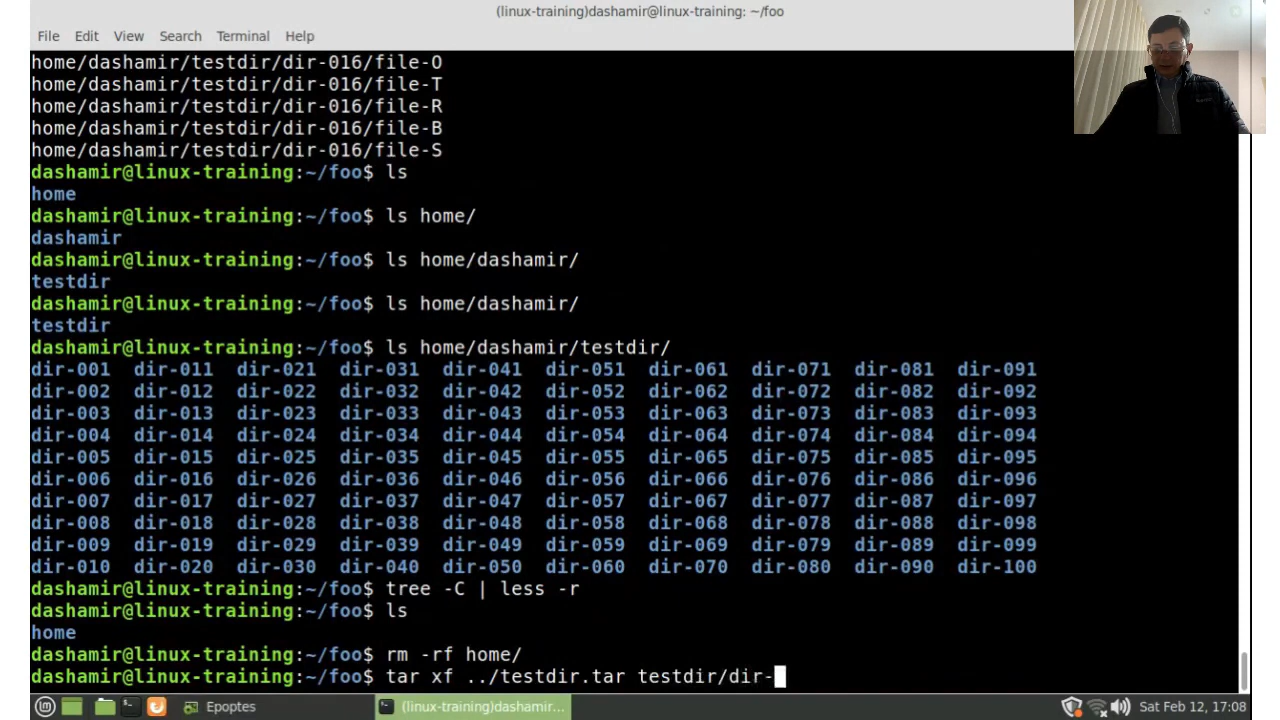 (linux-training)dashamir@linux-training: ~/foo
File Edit View Search Terminal Help
home/dashamir/testdir/dir-016/file-O
home/dashamir/testdir/dir-016/file-T
home/dashamir/testdir/dir-016/file-R
home/dashamir/testdir/dir-016/file-B
home/dashamir/testdir/dir-016/file-S
dashamir@linux-training:~/foo$ ls
home
dashamir@linux-training:~/foo$ ls home/
dashamir
dashamir@linux-training:~/foo$ ls home/dashamir/
testdir
dashamir@linux-training:~/foo$ ls home/dashamir/
testdir
dashamir@linux-training:~/foo$ ls home/dashamir/testdir/
dir-001 dir-011 dir-021 dir-031 dir-041 dir-051 dir-061 dir-071 dir-081 dir-091
dir-002 dir-012 dir-022 dir-032 dir-042 dir-052 dir-062 dir-072 dir-082 dir-092
dir-003 dir-013 dir-023 dir-033 dir-043 dir-053 dir-063 dir-073 dir-083 dir-093
dir-004 dir-014 dir-024 dir-034 dir-044 dir-054 dir-064 dir-074 dir-084 dir-094
dir-005 dir-015 dir-025 dir-035 dir-045 dir-055 dir-065 dir-075 dir-085 dir-095
dir-006 dir-016 dir-026 dir-036 dir-046 dir-056 dir-066 dir-076 dir-086 dir-096
dir-007 dir-017 dir-027 dir-037 dir-047 dir-057 dir-067 dir-077 dir-087 dir-097
dir-008 dir-018 dir-028 dir-038 dir-048 dir-058 dir-068 dir-078 dir-088 dir-098
dir-009 dir-019 dir-029 dir-039 dir-049 dir-059 dir-069 dir-079 dir-089 dir-099
dir-010 dir-020 dir-030 dir-040 dir-050 dir-060 dir-070 dir-080 dir-090 dir-100
dashamir@linux-training:~/foo$ tree -C | less -r
dashamir@linux-training:~/foo$ ls
home
dashamir@linux-training:~/foo$ rm -rf home/
dashamir@linux-training:~/foo$ tar xf ../testdir.tar testdir/dir-
Epoptes (linux-training)dashamir... Sat Feb 12, 17:08